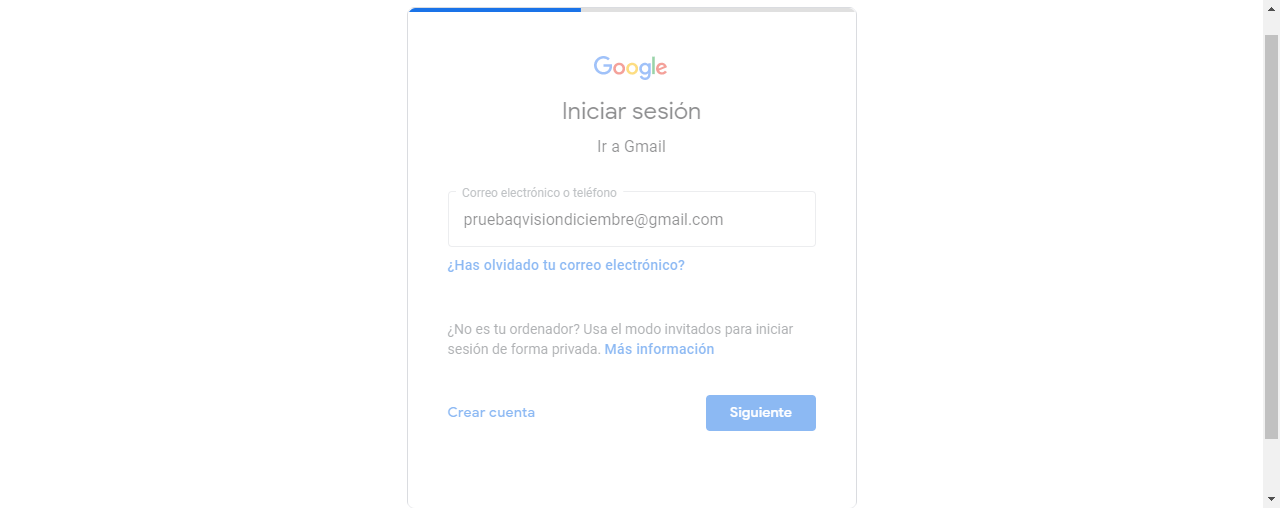 Google
Iniciar sesión
Ir a Gmail
Correo electrónico o teléfono
pruebaqvisiondiciembre@gmail.com
¿Has olvidado tu correo electrónico?
¿No es tu ordenador? Usa el modo invitados para iniciar
sesión de forma privada. Más información
Crear cuenta
Siguiente